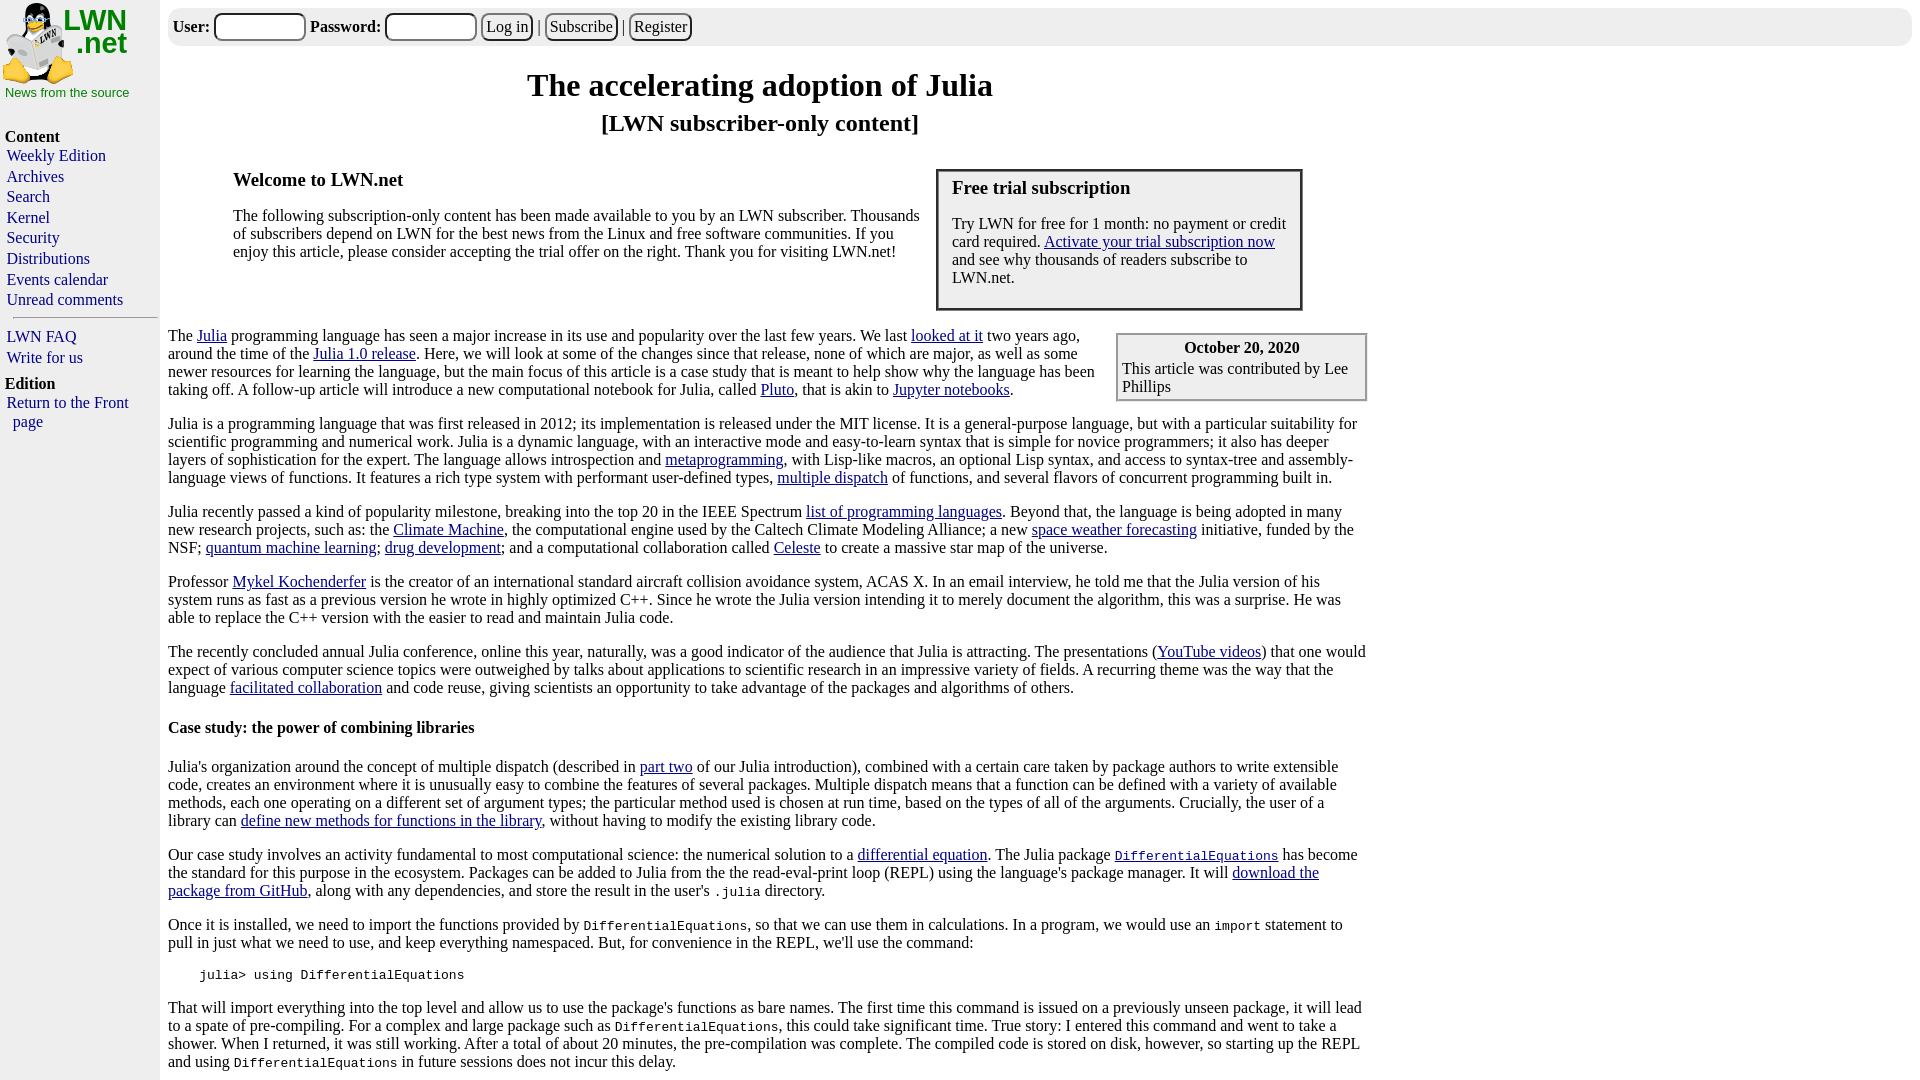 LWN
.net
News from the source
Content
Weekly Edition
Archives
Search
Kernel
Security
Distributions
Events calendar
Unread comments
LWN FAQ
Write for us
Edition
Return to the Front
page
User: Password: Log in | Subscribe | Register
The accelerating adoption of Julia
[LWN subscriber-only content]
Welcome to LWN.net
The following subscription-only content has been made available to you by an LWN subscriber. Thousands
of subscribers depend on LWN for the best news from the Linux and free software communities. If you
enjoy this article, please consider accepting the trial offer on the right. Thank you for visiting LWN.net!
Free trial subscription
Try LWN for free for 1 month: no payment or credit
card required. Activate your trial subscription now
and see why thousands of readers subscribe to
LWN.net.
October 20, 2020
This article was contributed by Lee
Phillips
The Julia programming language has seen a major increase in its use and popularity over the last few years. We last looked at it two years ago,
around the time of the Julia 1.0 release. Here, we will look at some of the changes since that release, none of which are major, as well as some
newer resources for learning the language, but the main focus of this article is a case study that is meant to help show why the language has been
taking off. A follow-up article will introduce a new computational notebook for Julia, called Pluto, that is akin to Jupyter notebooks.
Julia is a programming language that was first released in 2012; its implementation is released under the MIT license. It is a general-purpose language, but with a particular suitability for
scientific programming and numerical work. Julia is a dynamic language, with an interactive mode and easy-to-learn syntax that is simple for novice programmers; it also has deeper
layers of sophistication for the expert. The language allows introspection and metaprogramming, with Lisp-like macros, an optional Lisp syntax, and access to syntax-tree and assembly-
language views of functions. It features a rich type system with performant user-defined types, multiple dispatch of functions, and several flavors of concurrent programming built in.
Julia recently passed a kind of popularity milestone, breaking into the top 20 in the IEEE Spectrum list of programming languages. Beyond that, the language is being adopted in many
new research projects, such as: the Climate Machine, the computational engine used by the Caltech Climate Modeling Alliance; a new space weather forecasting initiative, funded by the
NSF; quantum machine learning; drug development; and a computational collaboration called Celeste to create a massive star map of the universe.
Professor Mykel Kochenderfer is the creator of an international standard aircraft collision avoidance system, ACAS X. In an email interview, he told me that the Julia version of his
system runs as fast as a previous version he wrote in highly optimized C++. Since he wrote the Julia version intending it to merely document the algorithm, this was a surprise. He was
able to replace the C++ version with the easier to read and maintain Julia code.
The recently concluded annual Julia conference, online this year, naturally, was a good indicator of the audience that Julia is attracting. The presentations (YouTube videos) that one would
expect of various computer science topics were outweighed by talks about applications to scientific research in an impressive variety of fields. A recurring theme was the way that the
language facilitated collaboration and code reuse, giving scientists an opportunity to take advantage of the packages and algorithms of others.
Case study: the power of combining libraries
Julia's organization around the concept of multiple dispatch (described in part two of our Julia introduction), combined with a certain care taken by package authors to write extensible
code, creates an environment where it is unusually easy to combine the features of several packages. Multiple dispatch means that a function can be defined with a variety of available
methods, each one operating on a different set of argument types; the particular method used is chosen at run time, based on the types of all of the arguments. Crucially, the user of a
library can define new methods for functions in the library, without having to modify the existing library code.
Our case study involves an activity fundamental to most computational science: the numerical solution to a differential equation. The Julia package DifferentialEquations has become
the standard for this purpose in the ecosystem. Packages can be added to Julia from the the read-eval-print loop (REPL) using the language's package manager. It will download the
package from GitHub, along with any dependencies, and store the result in the user's .julia directory.
Once it is installed, we need to import the functions provided by DifferentialEquations, so that we can use them in calculations. In a program, we would use an import statement to
pull in just what we need to use, and keep everything namespaced. But, for convenience in the REPL, we'll use the command:
julia> using DifferentialEquations
That will import everything into the top level and allow us to use the package's functions as bare names. The first time this command is issued on a previously unseen package, it will lead
to a spate of pre-compiling. For a complex and large package such as DifferentialEquations, this could take significant time. True story: I entered this command and went to take a
shower. When I returned, it was still working. After a total of about 20 minutes, the pre-compilation was complete. The compiled code is stored on disk, however, so starting up the REPL
and using DifferentialEquations in future sessions does not incur this delay.